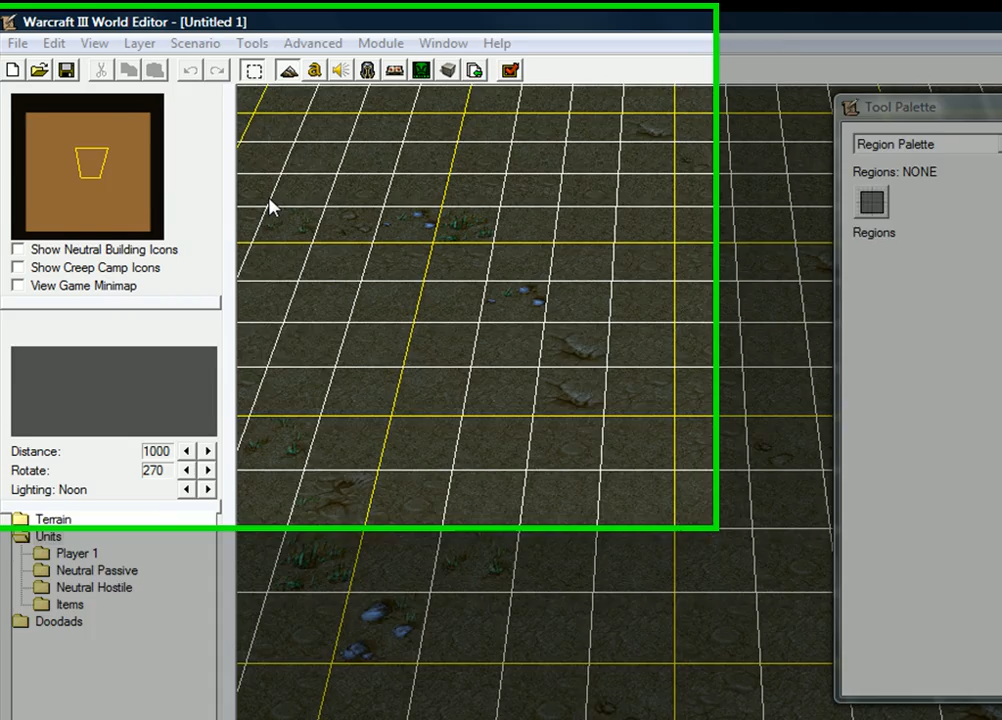 Warcraft III World Editor - [Untitled 1]
File Edit View Layer Scenario Tools Advanced Module Window Help
a
Tool Palette
Region Palette
Regions: NONE
Regions
Show Neutral Building Icons
Show Creep Camp Icons
View Game Minimap
Distance: 1000
Rotate: 270
Lighting: Noon
Terrain
Units
Player 1
Neutral Passive
Neutral Hostile
Items
Doodads